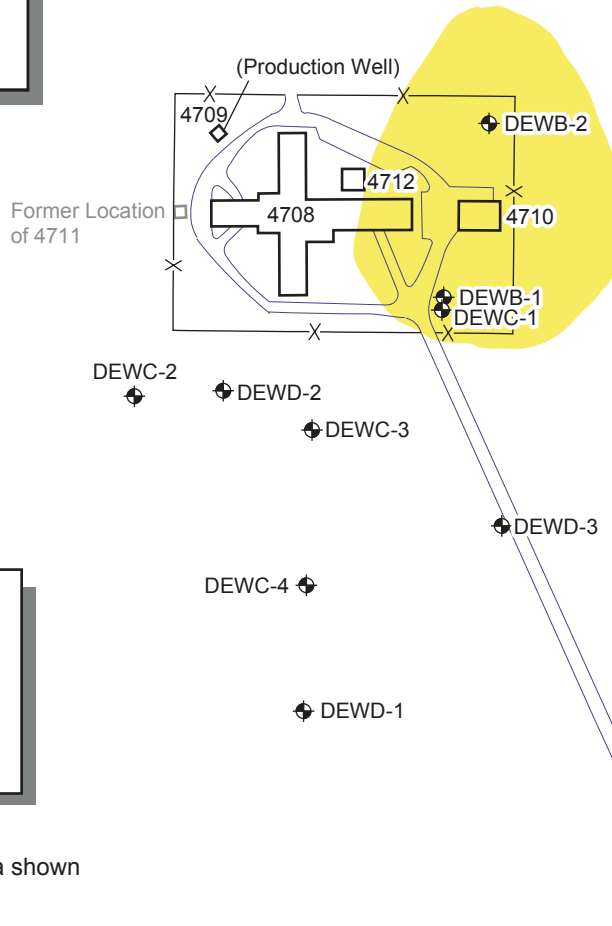 (Production Well)
4709
DEWB-2
4712
Former Location
of 4711
4708
4710
DEWB-1
DEWC-1
DEWC-2
DEWD-2
DEWC-3
DEWD-3
DEWC-4
DEWD-1
shown